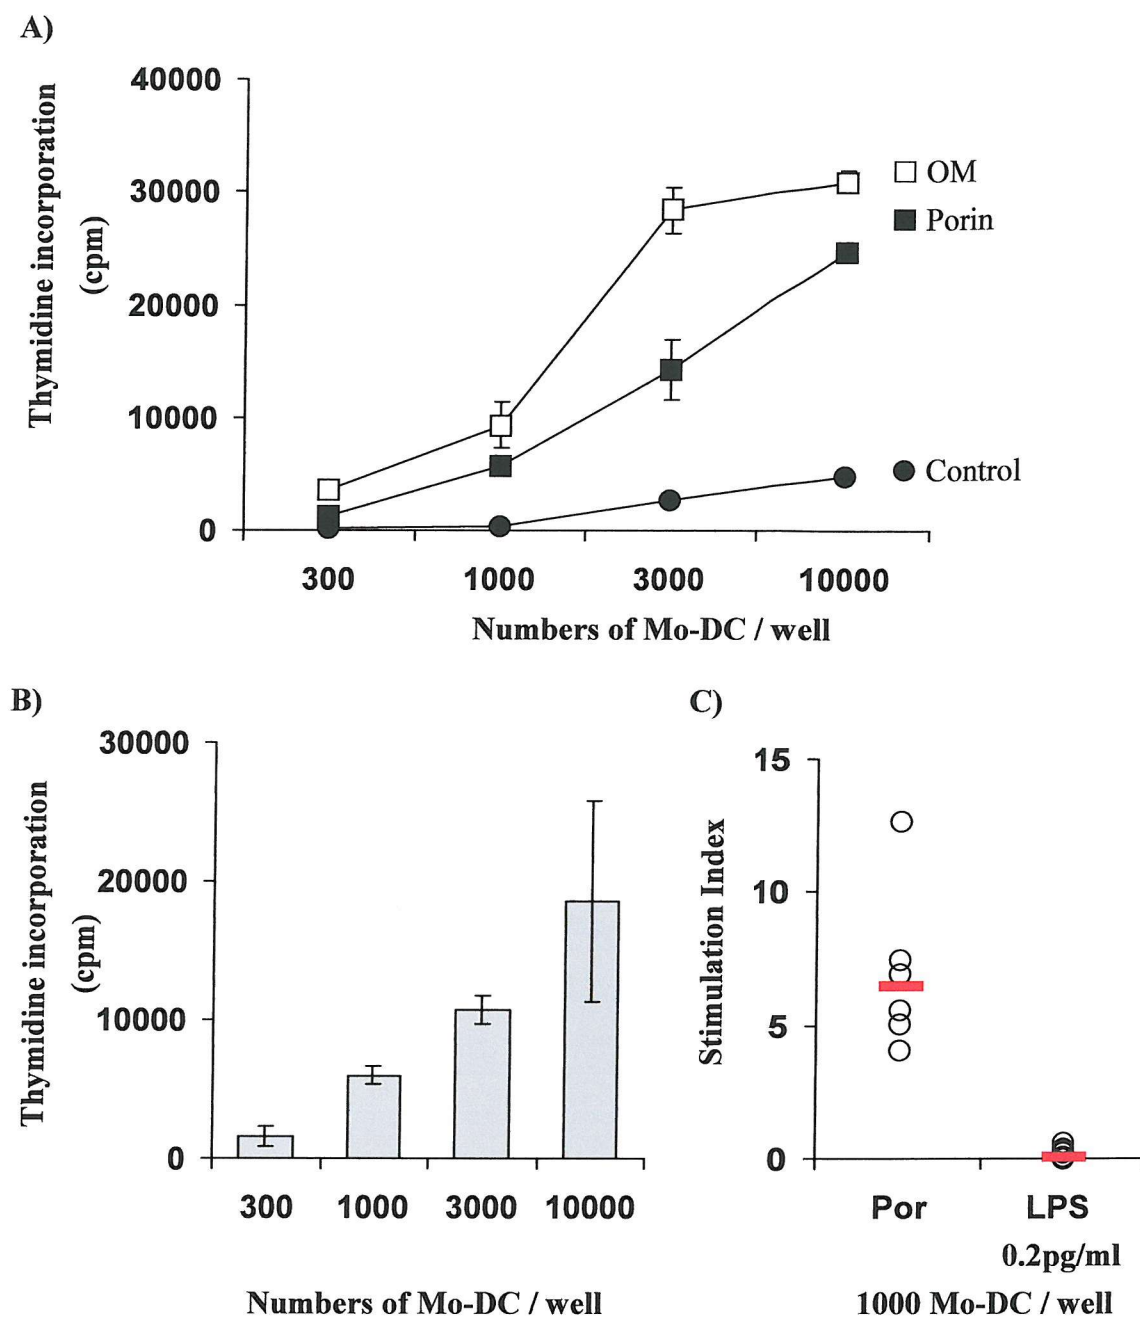 A)
Thymidine incorporation
(cpm)
40000
30000
20000
10000
0
OM
Porin
Control
300 1000 3000 10000
Numbers of Mo-DC / well
B)
Thymidine incorporation
(cpm)
30000
20000
10000
0
300 1000 3000 10000
Numbers of Mo-DC / well
C)
Stimulation Index
15
10
5
0
Por LPS
0.2pg/ml
1000 Mo-DC / well